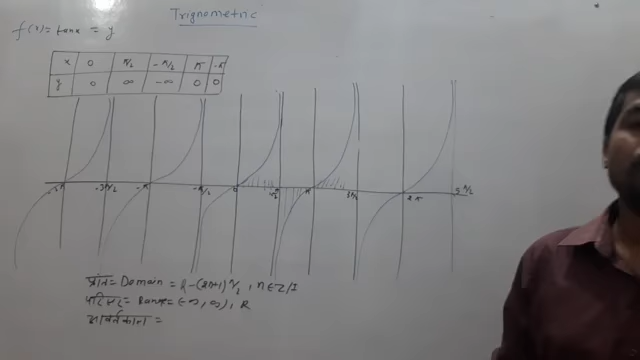 Trignometric
f(x) = tanx = y
x 0 π/2 -π/2 π -π
y 0 ∞ -∞ 0 0
-2π -3π/2 -π -π/2 0 π/2 π 3π/2 2π 5π/2
प्रान्त = Domain = R-(2n+1)π/2, n∈Z/I
परिसर = Range = (-∞, ∞), R
आवर्तकाल =